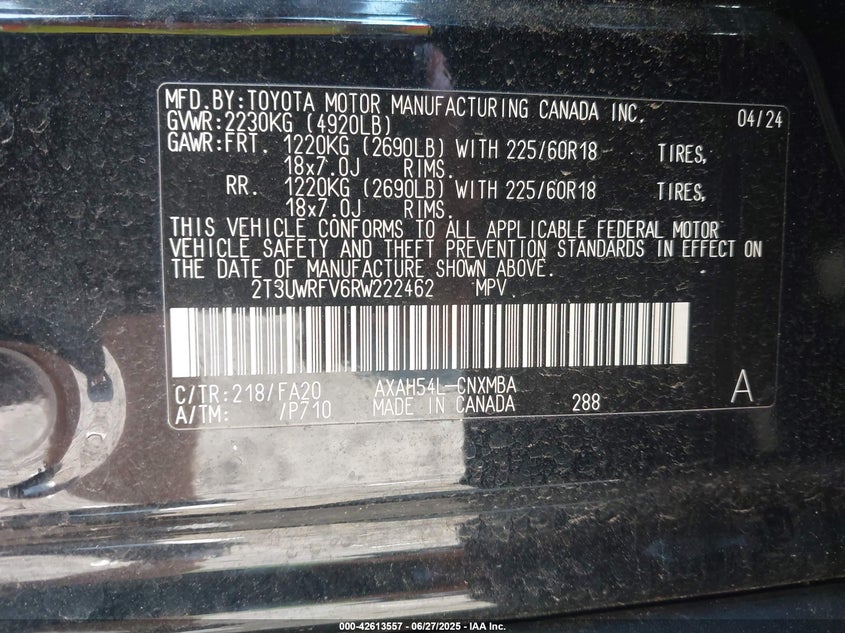 MFD.BY:TOYOTA MOTOR MANUFACTURING CANADA INC. 04/24
GVWR:2230KG (4920LB)
GAWR:FRT. 1220KG (2690LB) WITH 225/60R18 TIRES,
18x7.0J RIMS.
RR. 1220KG (2690LB) WITH 225/60R18 TIRES,
18x7.0J RIMS.
THIS VEHICLE CONFORMS TO ALL APPLICABLE FEDERAL MOTOR
VEHICLE SAFETY AND THEFT PREVENTION STANDARDS IN EFFECT ON
THE DATE OF MANUFACTURE SHOWN ABOVE.
2T3UWRFV6RW222462 MPV
C/TR:218/FA20 AXAH54L-CNXMBA A
A/TM: /P710 MADE IN CANADA 288
000-42613557 - 06/27/2025 - IAA Inc.